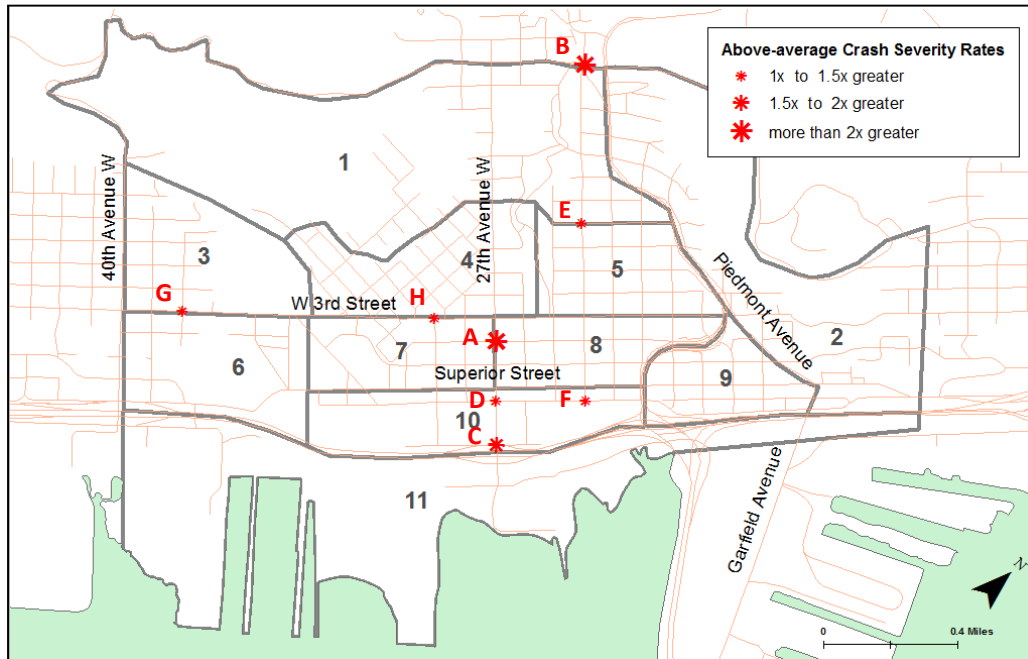 B
Above-average Crash Severity Rates
1x to 1.5x greater
1.5x to 2x greater
more than 2x greater
1
40th Avenue W
27th Avenue W
E
3
4
5
Piedmont Avenue
G
W 3rd Street
H
2
A
7
8
6
Superior Street
9
D
F
10
C
11
Garfield Avenue
N
0
0.4 Miles